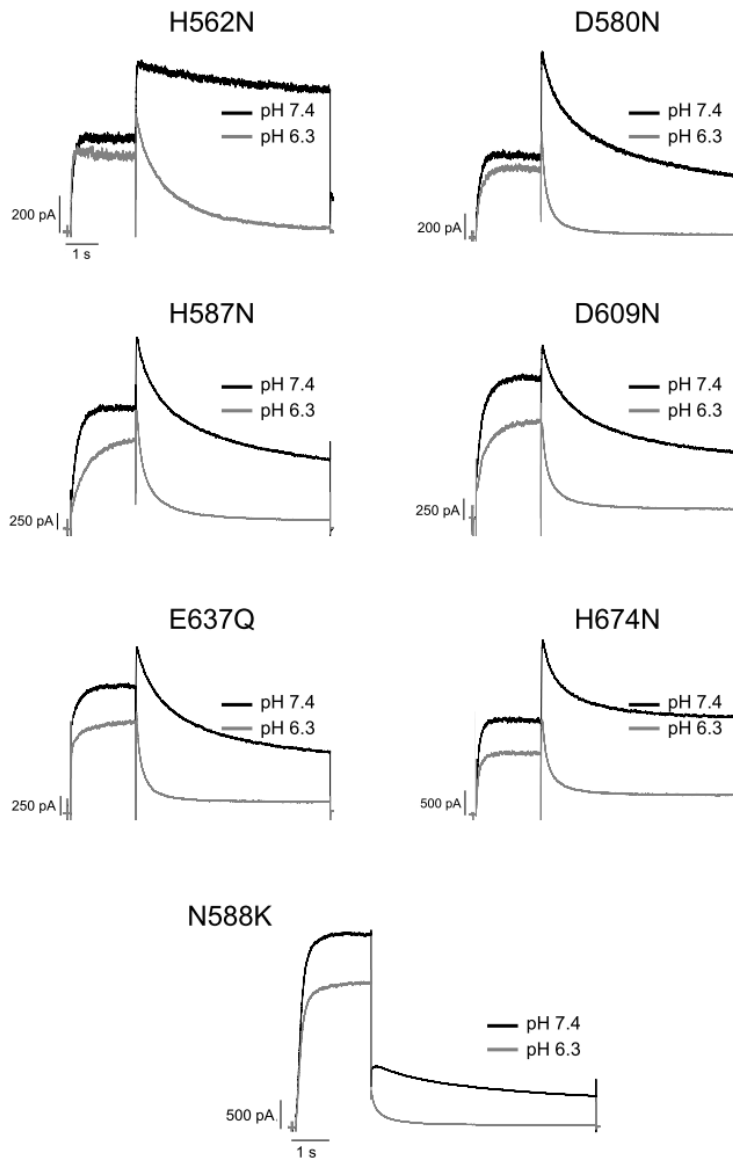 H562N
pH 7.4
pH 6.3
200 pA
1 s
D580N
pH 7.4
pH 6.3
200 pA
H587N
pH 7.4
pH 6.3
250 pA
D609N
pH 7.4
pH 6.3
250 pA
E637Q
pH 7.4
pH 6.3
250 pA
H674N
pH 7.4
pH 6.3
500 pA
N588K
pH 7.4
pH 6.3
500 pA
1 s